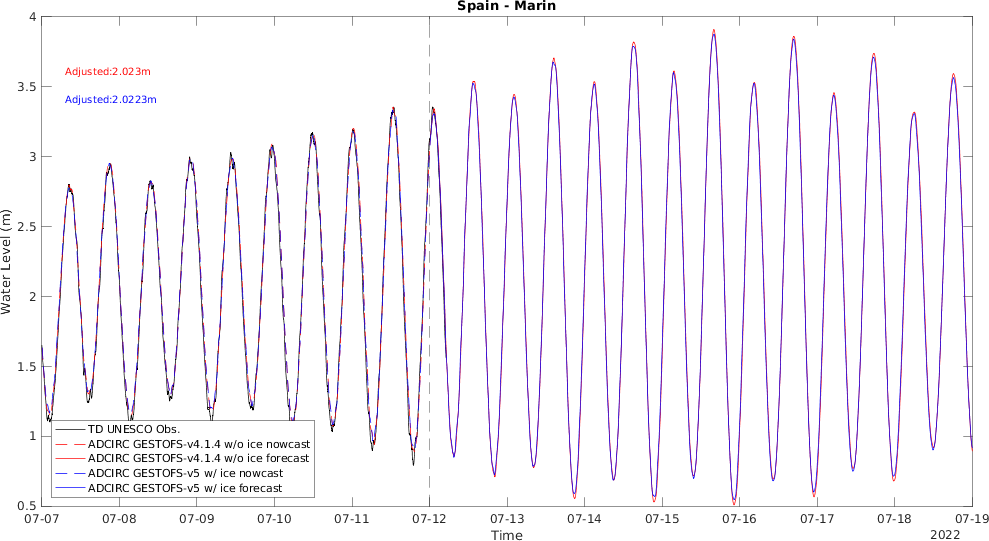 Spain - Marin
Adjusted:2.023m
Adjusted:2.0223m
Water Level (m)
4
3.5
3
2.5
2
1.5
1
0.5
TD UNESCO Obs.
ADCIRC GESTOFS-v4.1.4 w/o ice nowcast
ADCIRC GESTOFS-v4.1.4 w/o ice forecast
ADCIRC GESTOFS-v5 w/ ice nowcast
ADCIRC GESTOFS-v5 w/ ice forecast
07-07 07-08 07-09 07-10 07-11 07-12 07-13 07-14 07-15 07-16 07-17 07-18 07-19
Time
2022